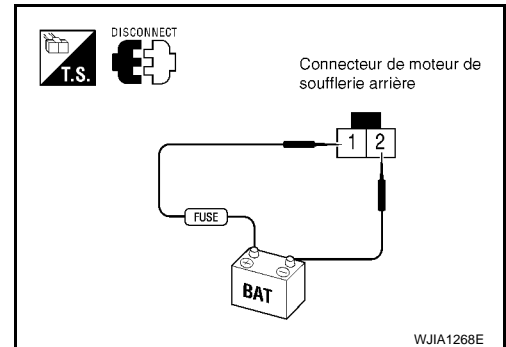 DISCONNECT
T.S.
Connecteur de moteur de
soufflerie arrière
1 2
FUSE
BAT
WJIA1268E